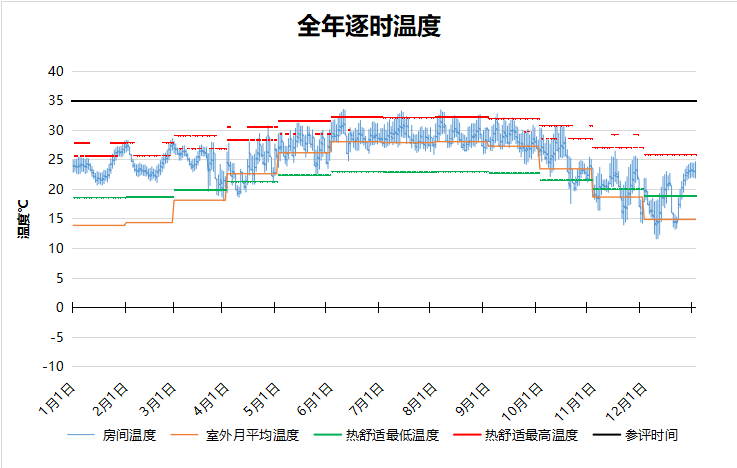 全年逐时温度
40
35
30
25
20
15
10
5
0
-5
-10
温度℃
1月1日
2月1日
3月1日
4月1日
5月1日
6月1日
7月1日
8月1日
9月1日
10月1日
11月1日
12月1日
房间温度 室外月平均温度 热舒适最低温度 热舒适最高温度 参评时间